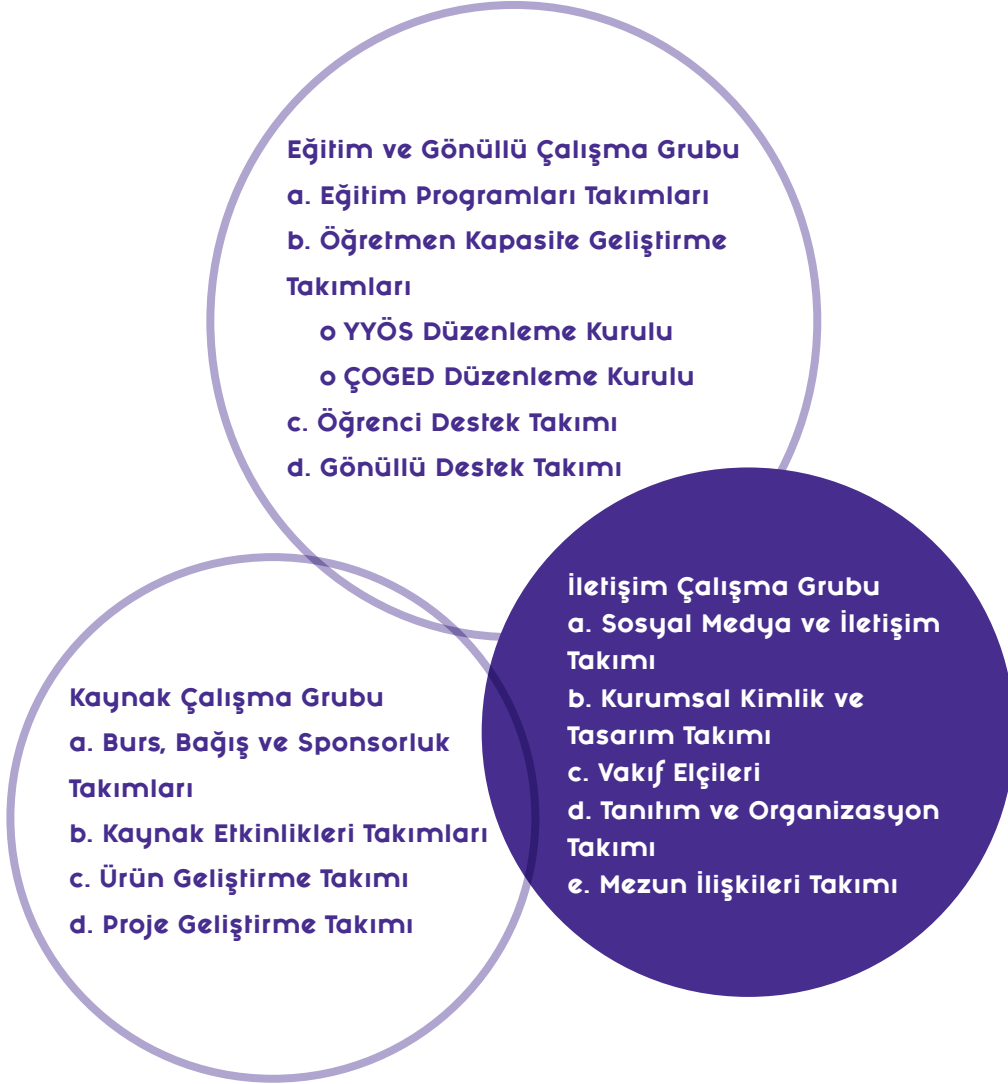 Eğitim ve Gönüllü Çalışma Grubu
a. Eğitim Programları Takımları
b. Öğretmen Kapasite Geliştirme
Takımları
o YYÖS Düzenleme Kurulu
o ÇOGED Düzenleme Kurulu
c. Öğrenci Destek Takımı
d. Gönüllü Destek Takımı
Kaynak Çalışma Grubu
a. Burs, Bağış ve Sponsorluk
Takımları
b. Kaynak Etkinlikleri Takımları
c. Ürün Geliştirme Takımı
d. Proje Geliştirme Takımı
İletişim Çalışma Grubu
a. Sosyal Medya ve İletişim
Takımı
b. Kurumsal Kimlik ve
Tasarım Takımı
c. Vakıf Elçileri
d. Tanıtım ve Organizasyon
Takımı
e. Mezun İlişkileri Takımı